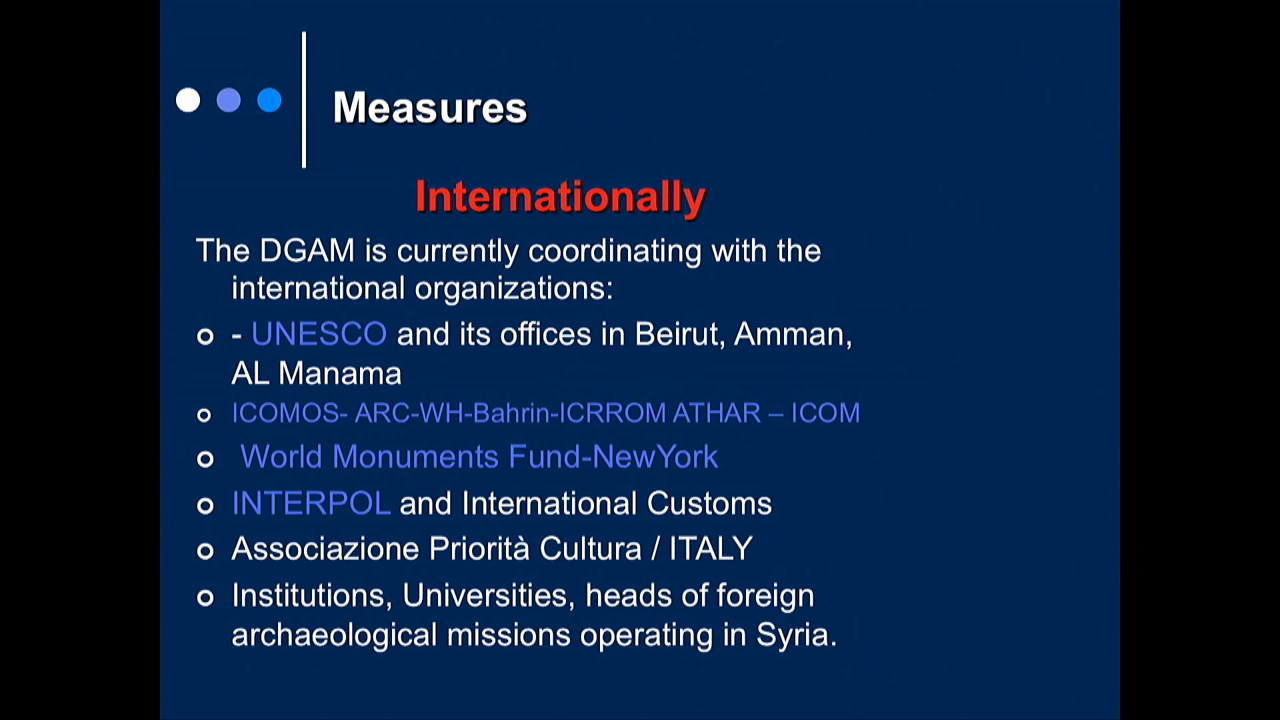 Measures
Internationally
The DGAM is currently coordinating with the
international organizations:
- UNESCO and its offices in Beirut, Amman,
AL Manama
ICOMOS- ARC-WH-Bahrin-ICRROM ATHAR – ICOM
World Monuments Fund-NewYork
INTERPOL and International Customs
Associazione Priorità Cultura / ITALY
Institutions, Universities, heads of foreign
archaeological missions operating in Syria.